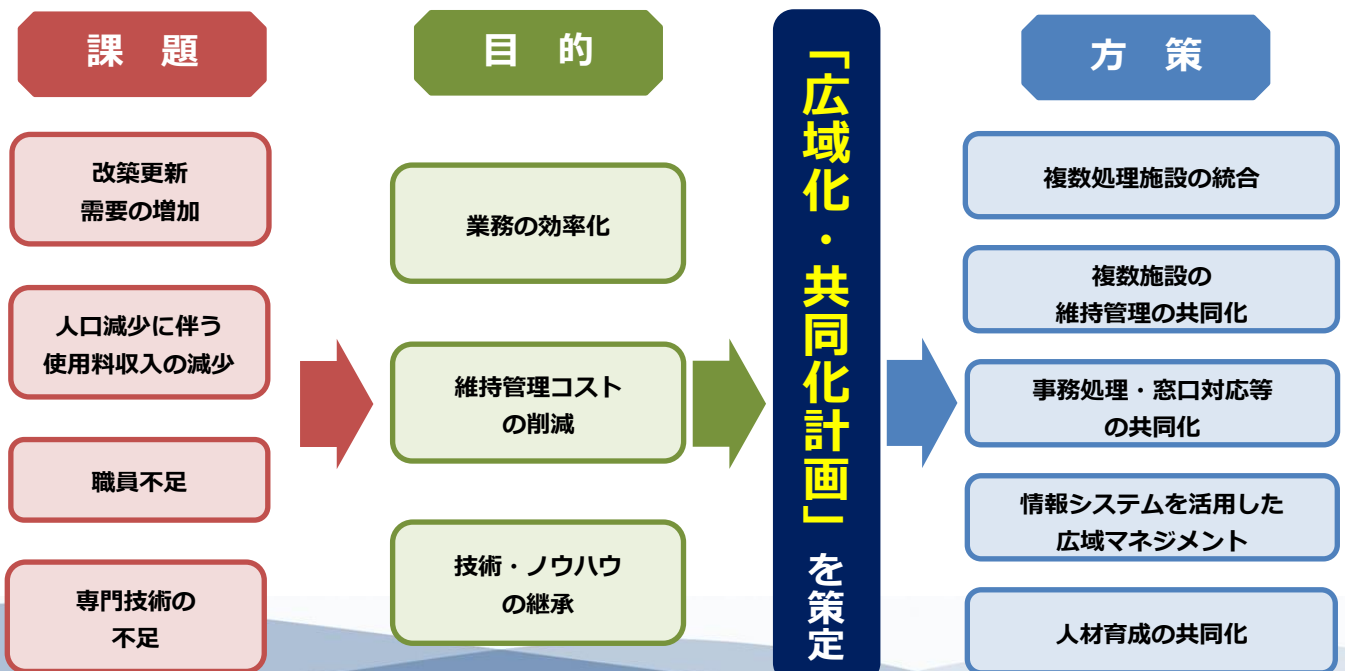 課 題
改築更新
需要の増加
人口減少に伴う
使用料収入の減少
職員不足
専門技術の
不足
目 的
業務の効率化
維持管理コスト
の削減
技術・ノウハウ
の継承
「広域化・共同化計画」を策定
方 策
複数処理施設の統合
複数施設の
維持管理の共同化
事務処理・窓口対応等
の共同化
情報システムを活用した
広域マネジメント
人材育成の共同化